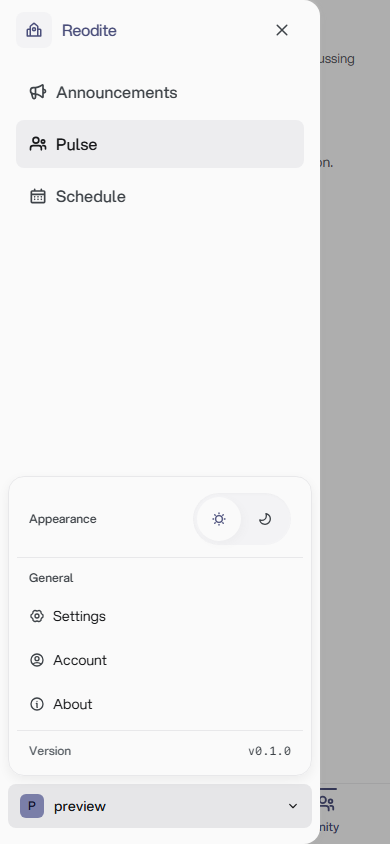 Reodite
ussing
Announcements
Pulse
on.
Schedule
Appearance
General
Settings
Account
About
Version v0.1.0
P preview
nity